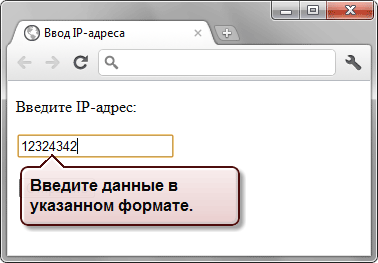 Ввод IP-адреса
Введите IP-адрес:
12324342
Введите данные в
указанном формате.